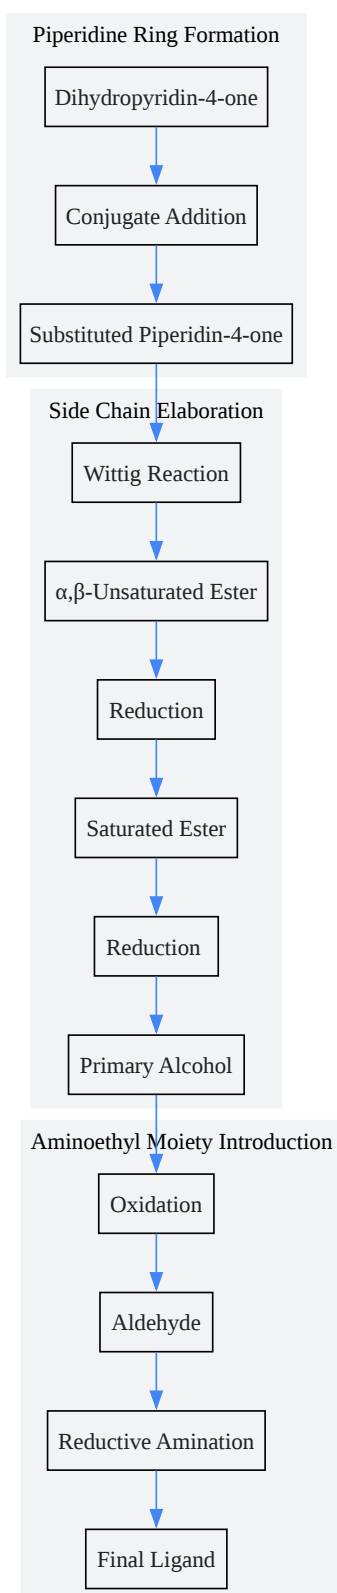 Piperidine Ring Formation
Dihydropyridin-4-one
Conjugate Addition
Substituted Piperidin-4-one
Side Chain Elaboration
Wittig Reaction
α,β-Unsaturated Ester
Reduction
Saturated Ester
Reduction
Primary Alcohol
Aminoethyl Moiety Introduction
Oxidation
Aldehyde
Reductive Amination
Final Ligand